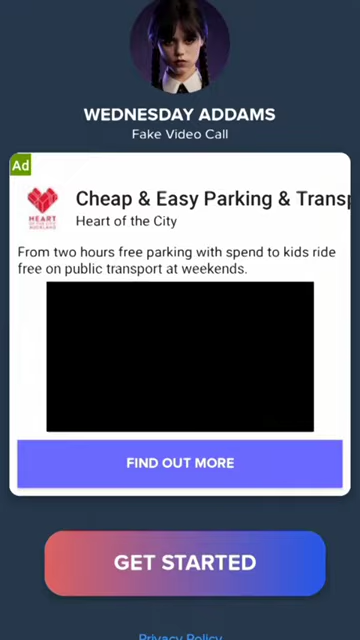 WEDNESDAY ADDAMS
Fake Video Call
Ad
Cheap & Easy Parking & Transp
HEART
Heart of the City
From two hours free parking with spend to kids ride
free on public transport at weekends.
FIND OUT MORE
GET STARTED
Privacy Policy